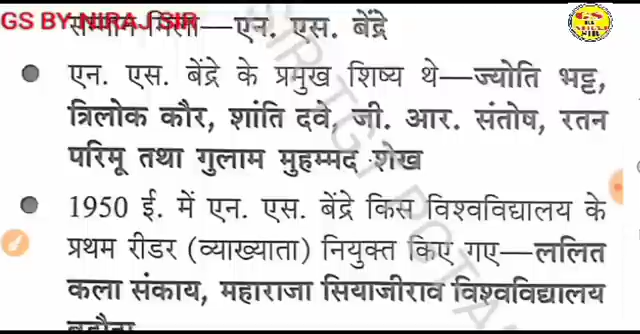 GS BY NIRAJ SIR
सम्मान मिला—एन. एस. बेंद्रे
एन. एस. बेंद्रे के प्रमुख शिष्य थे—ज्योति भट्ट,
त्रिलोक कौर, शांति दवे, जी. आर. संतोष, रतन
परिमू तथा गुलाम मुहम्मद शेख
1950 ई. में एन. एस. बेंद्रे किस विश्वविद्यालय के
प्रथम रीडर (व्याख्याता) नियुक्त किए गए—ललित
कला संकाय, महाराजा सियाजीराव विश्वविद्यालय